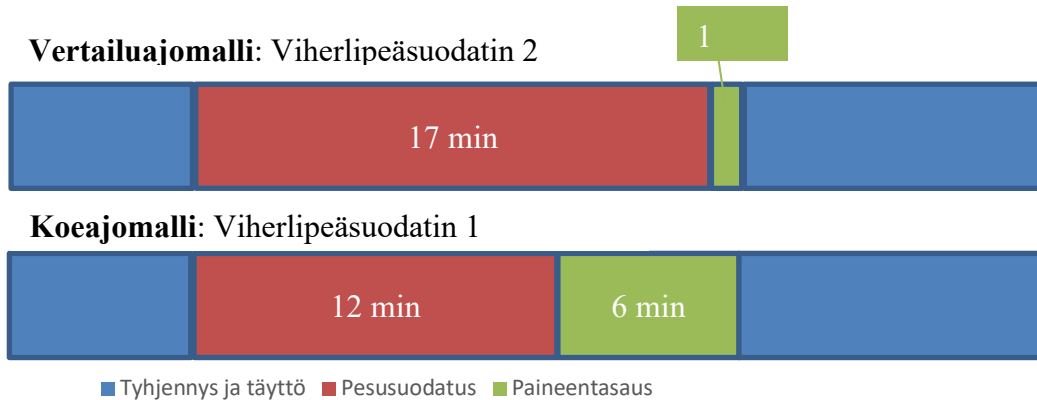 1
Vertailuajomalli: Viherlipeäsuodatin 2
17 min
Koeajomalli: Viherlipeäsuodatin 1
12 min 6 min
Tyhjennys ja täyttö Pesusuodatus Paineentasaus